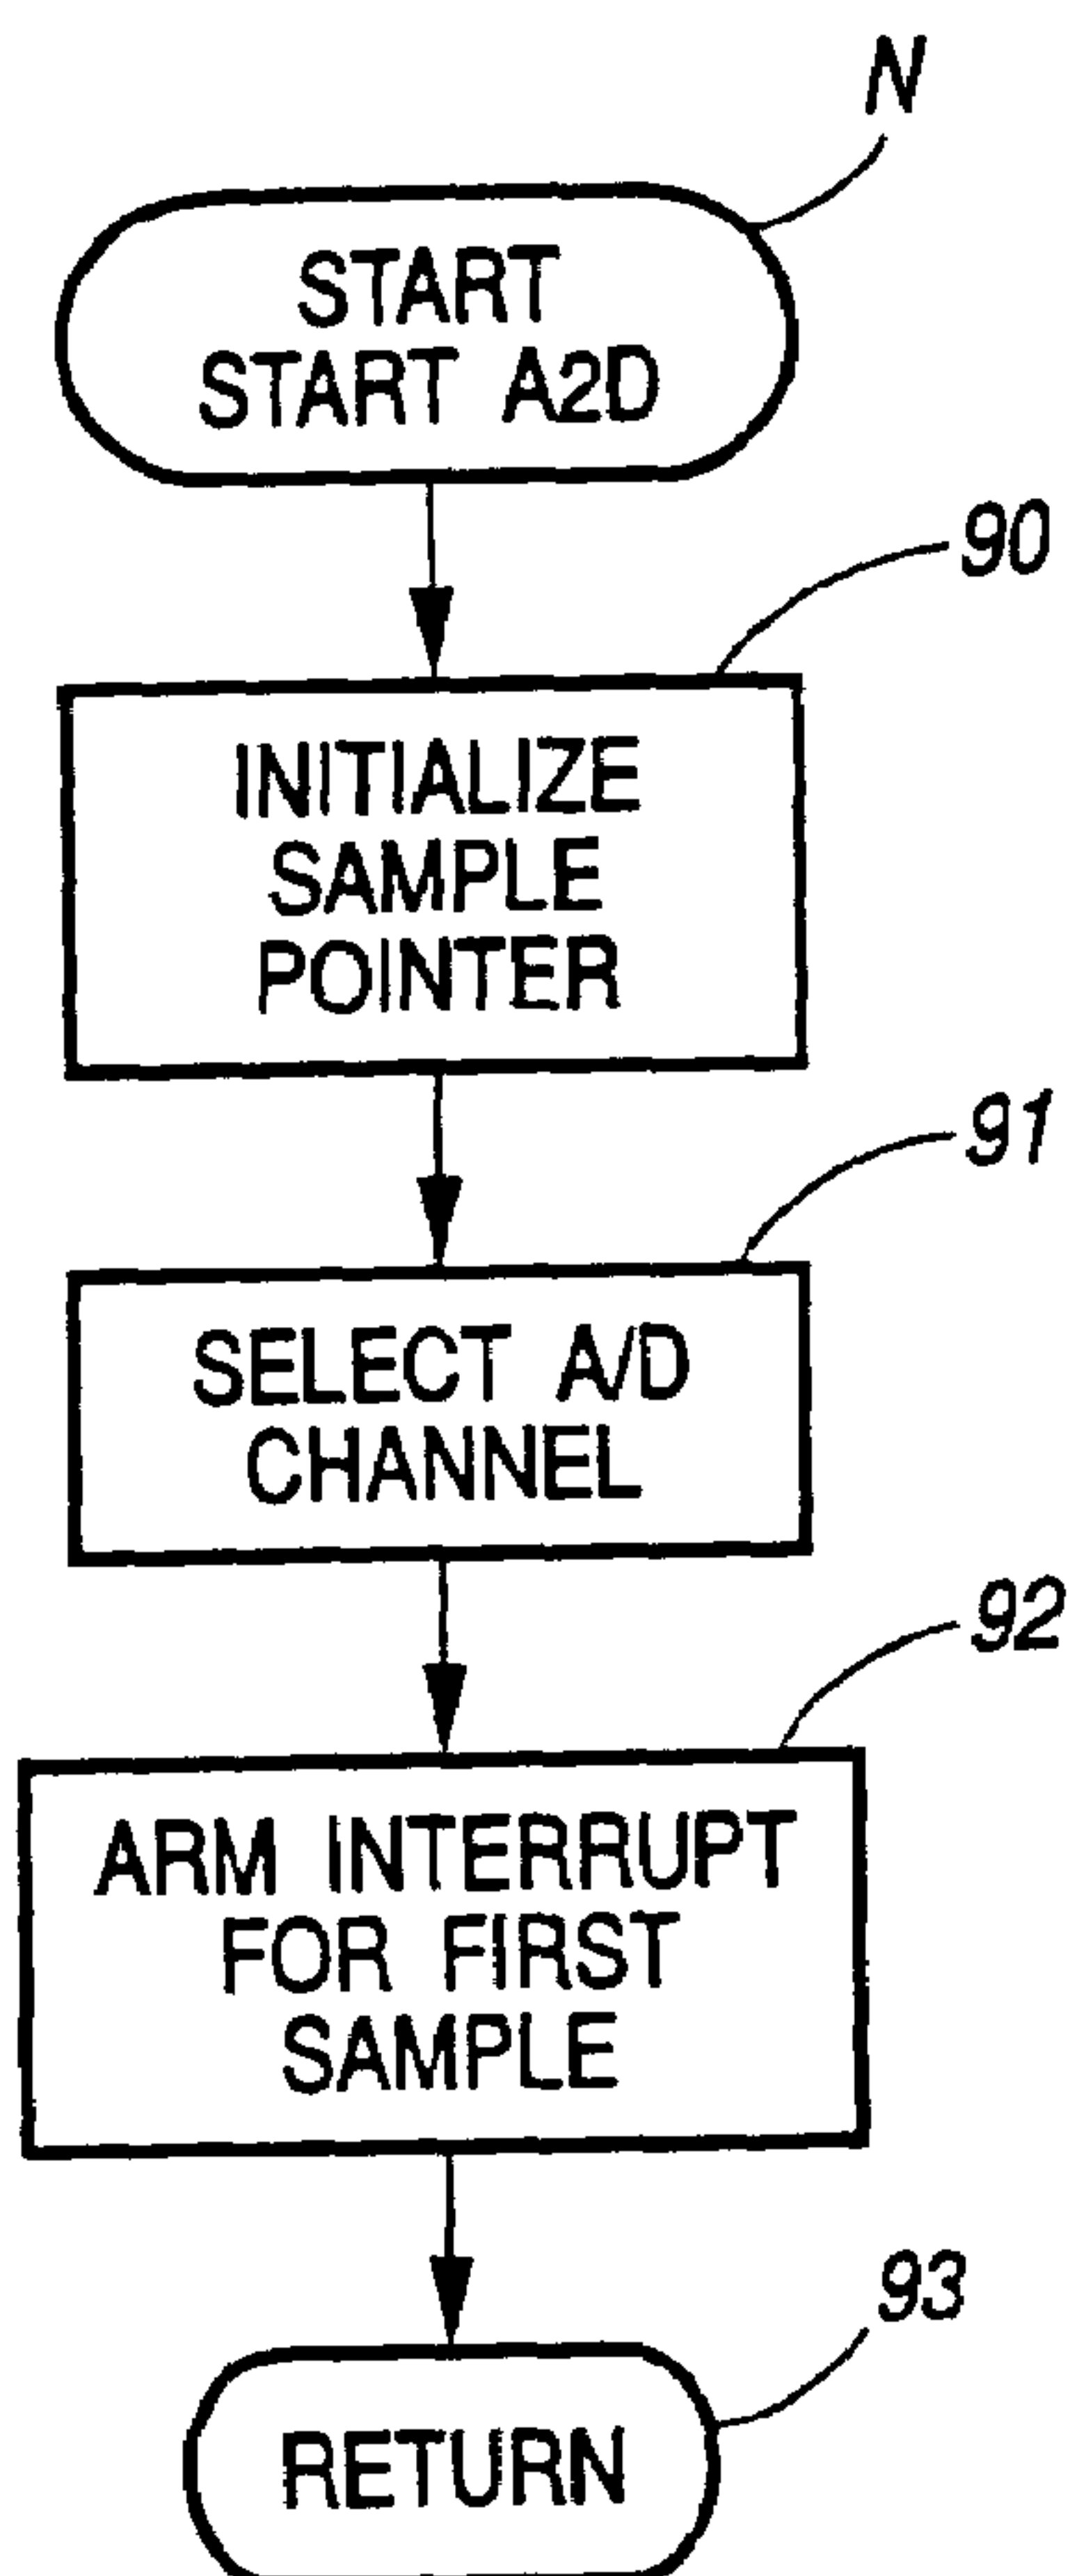 N
START
START A2D
90
INITIALIZE
SAMPLE
POINTER
91
SELECT A/D
CHANNEL
92
ARM INTERRUPT
FOR FIRST
SAMPLE
93
RETURN